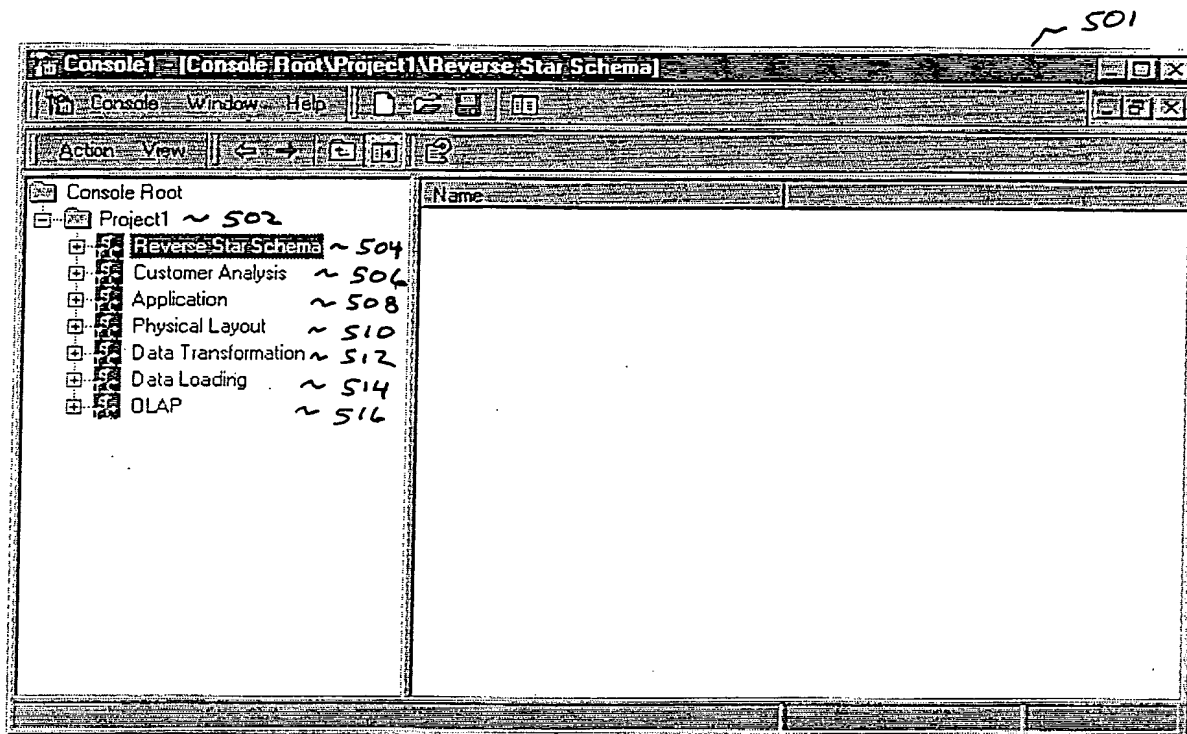 ~ 501
Console1 - [Console Root\Project1\Reverse Star Schema]
Console Window Help
Action View
Console Root
Name
Project1 ~ 502
Reverse Star Schema ~ 504
Customer Analysis ~ 506
Application ~ 508
Physical Layout ~ 510
Data Transformation ~ 512
Data Loading ~ 514
OLAP ~ 516